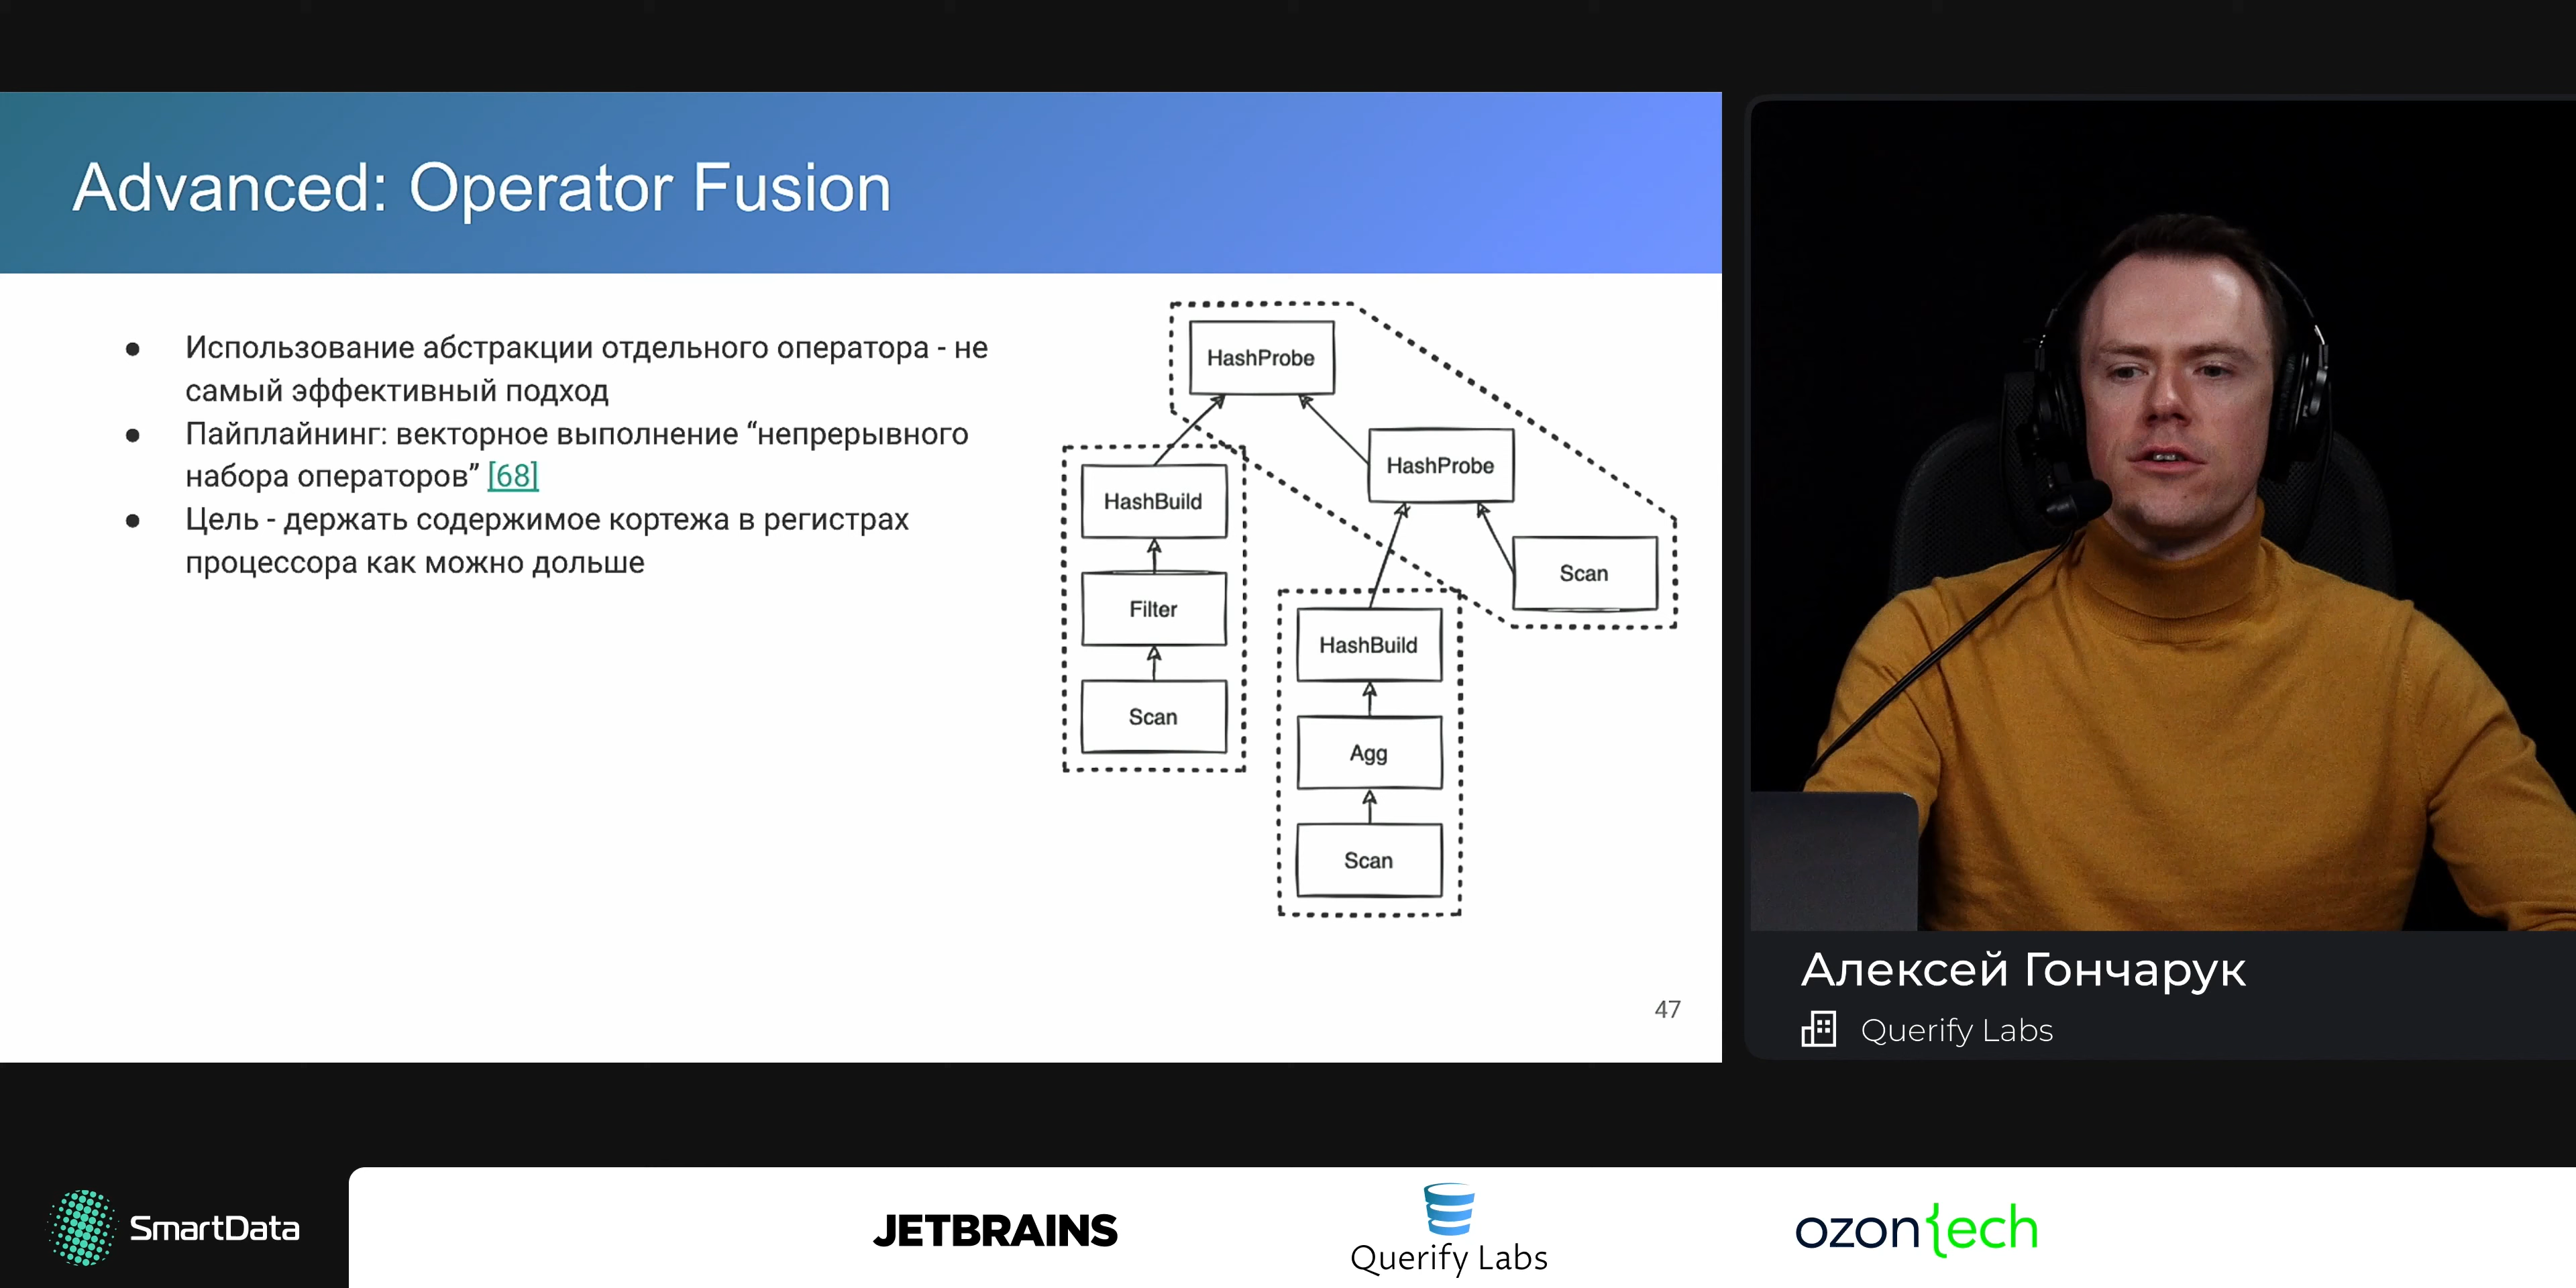 Advanced: Operator Fusion
● Использование абстракции отдельного оператора - не
самый эффективный подход
● Пайплайнинг: векторное выполнение “непрерывного
набора операторов” [68]
● Цель - держать содержимое кортежа в регистрах
процессора как можно дольше
HashProbe
HashProbe
HashBuild
Scan
Filter
HashBuild
Scan
Agg
Scan
47
Алексей Гончарук
Querify Labs
SmartData
JETBRAINS
Querify Labs
ozon{ech